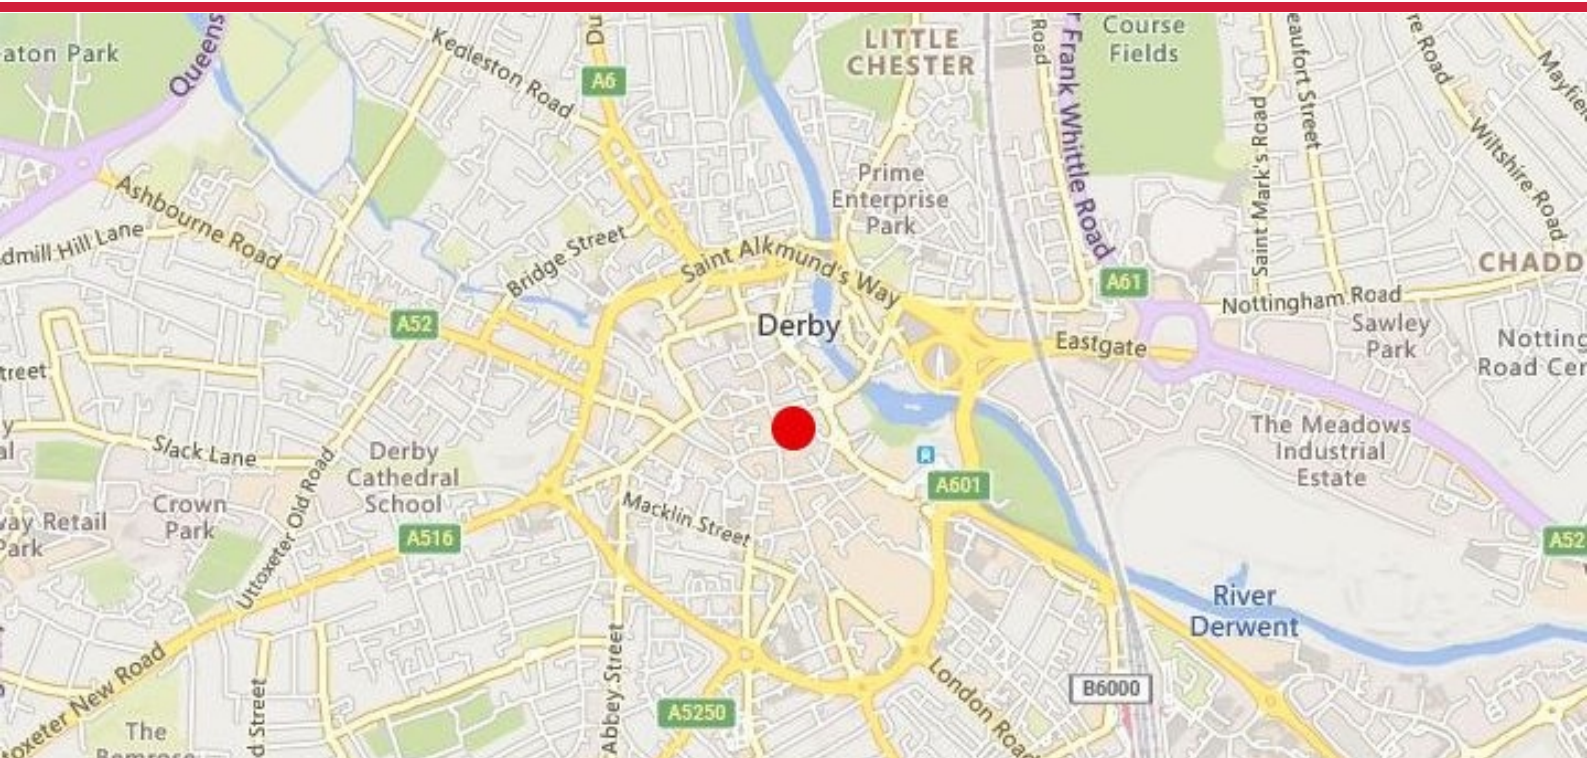 Course
Fields
LITTLE
CHESTER
Kedleston Road
A6
aton Park
Queens
Road
Frank Whittle Road
eaufort Street
Saint Mark's Road
re Road
Wiltshire Road
Mayfie
Prime
Enterprise
Park
Ashbourne Road
dmill Hill Lane
Bridge Street
Saint Alkmund's Way
A61
CHADD
Nottingham Road
A52
Derby
Eastgate
Sawley
Park
Notting
Road Cer
treet
Slack Lane
Derby
Cathedral
School
The Meadows
Industrial
Estate
Crown
Park
way Retail
Park
Uttoxeter Old Road
A601
Macklin Street
A516
A52
River
Derwent
toxeter New Road
d Street
Abbey Street
London Road
B6000
A5250
The
Pemrose